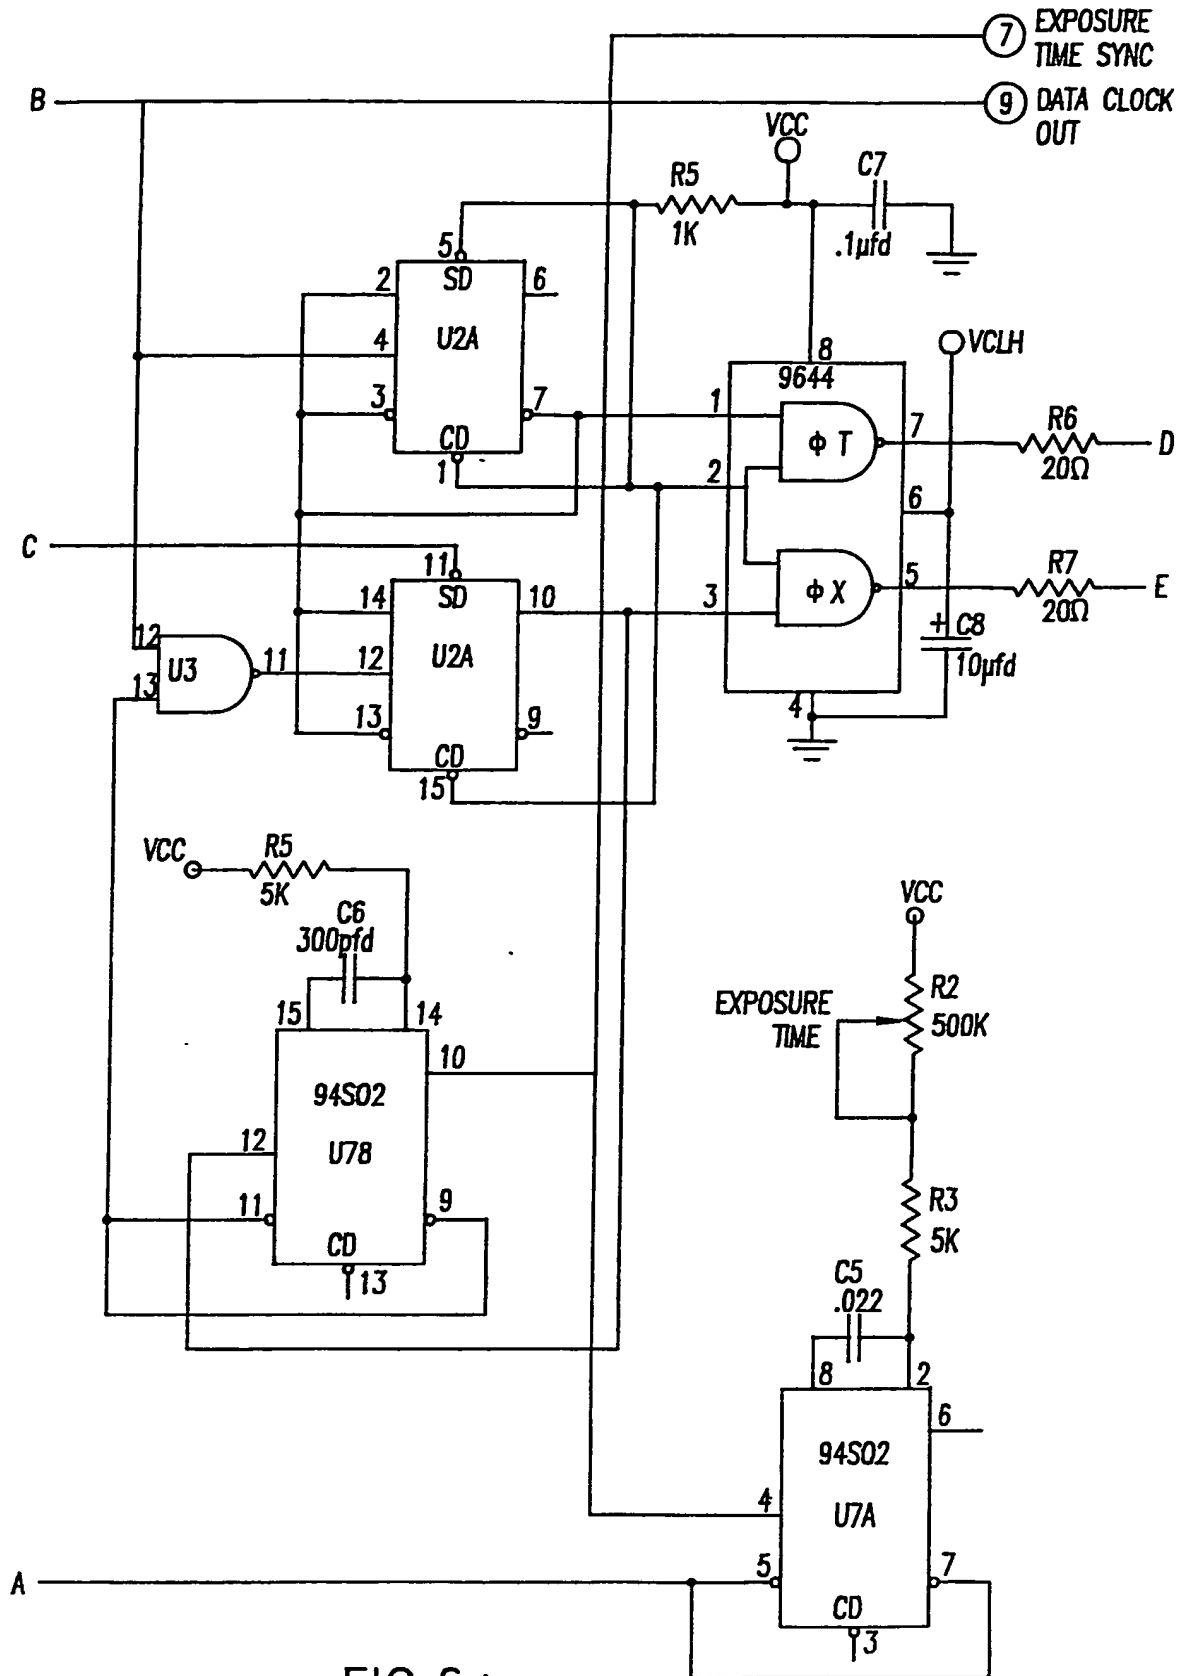 7 EXPOSURE
TIME SYNC
B
9 DATA CLOCK
OUT
VCC
C7
R5
1K
.1µfd
5
SD
2
6
U2A
4
VCLH
8
9644
3
7
1
7
R6
ϕ T
D
CD
20Ω
1
2
6
C
11
SD
R7
14
10
3
ϕ X
5
E
20Ω
+ C8
12
U3
11
12
U2A
10µfd
13
13
9
4
CD
15
VCC
R5
5K
C6
300pfd
VCC
15
14
R2
EXPOSURE
TIME
500K
10
94S02
12
U78
11
9
R3
5K
CD
13
C5
.022
8
2
6
94S02
4
U7A
A
5
7
CD
3